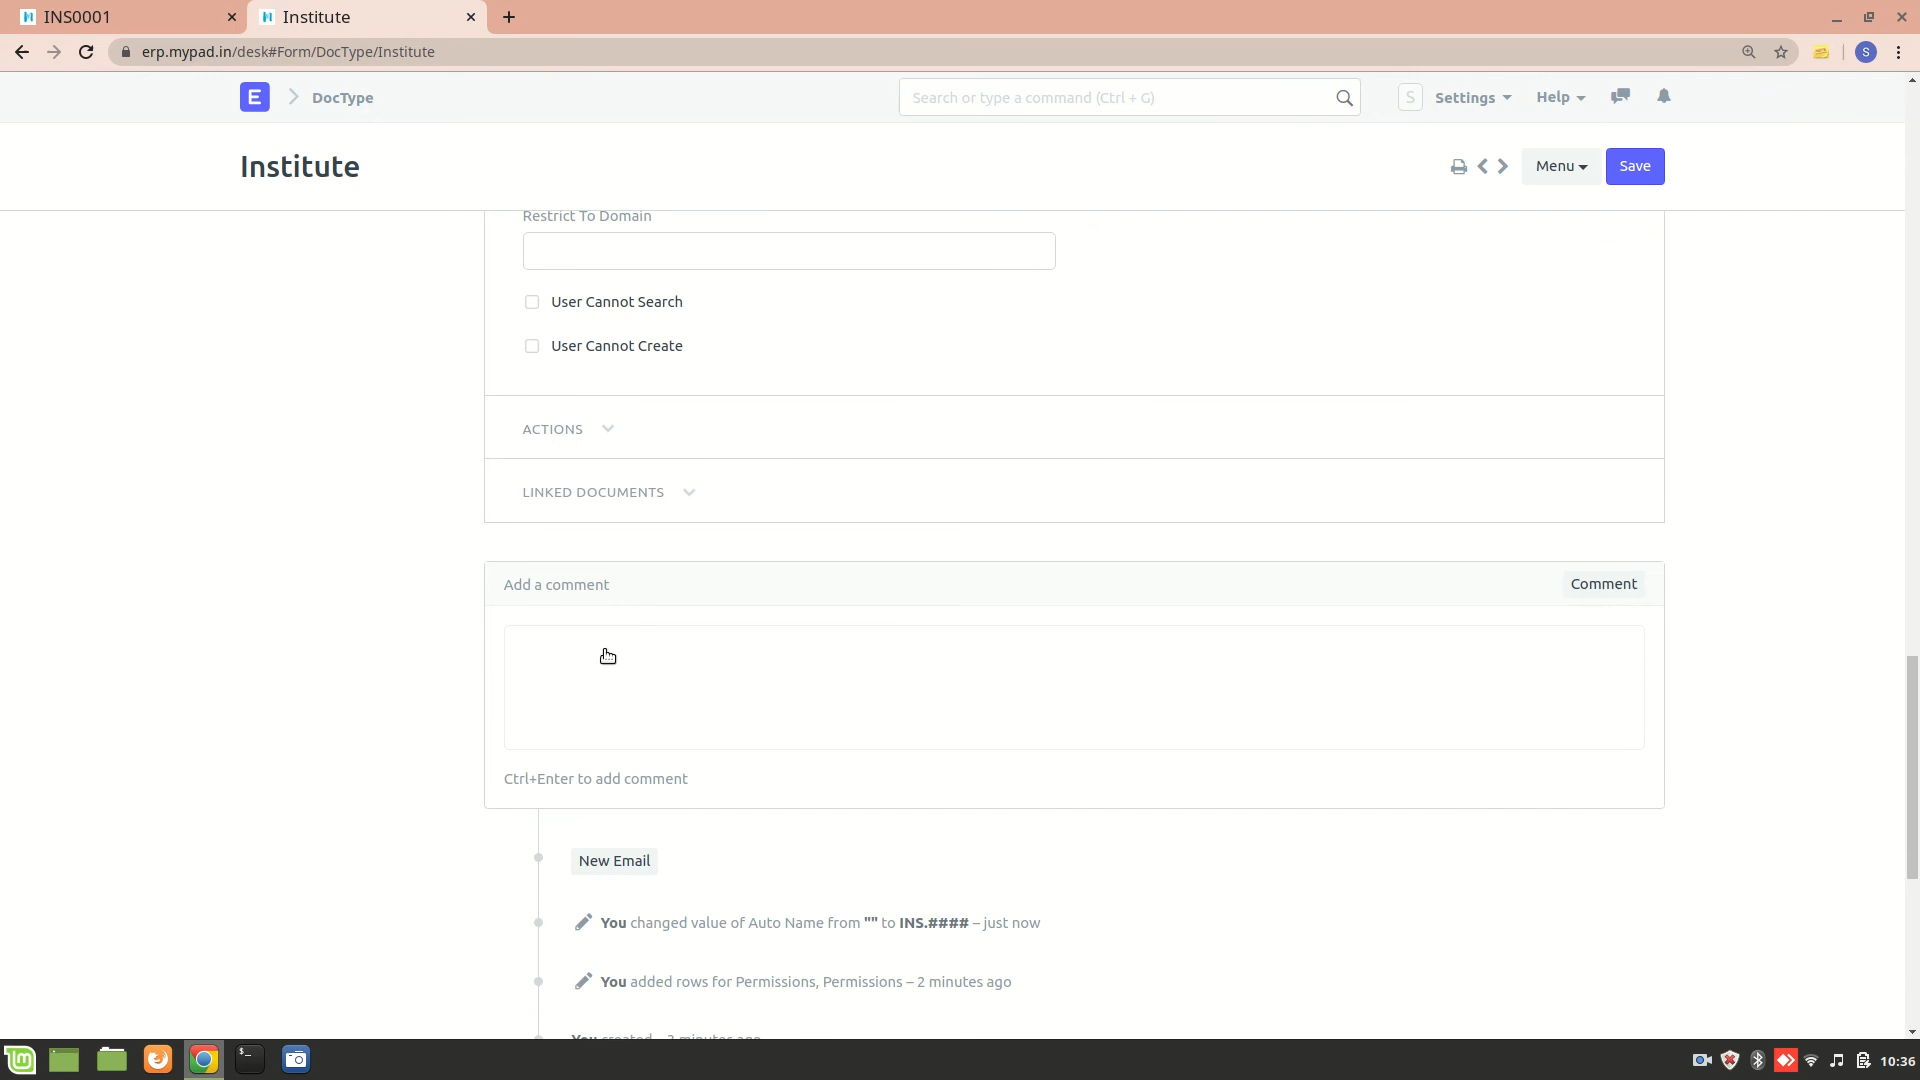 INS0001
Institute
erp.mypad.in/desk#Form/DocType/Institute
S
E
DocType
Search or type a command (Ctrl + G)
S
Settings
Help
Institute
Menu
Save
Restrict To Domain
User Cannot Search
User Cannot Create
ACTIONS
LINKED DOCUMENTS
Add a comment
Comment
Ctrl+Enter to add comment
New Email
You changed value of Auto Name from "" to INS.#### – just now
You added rows for Permissions, Permissions – 2 minutes ago
You created –
minutes ago
10:36